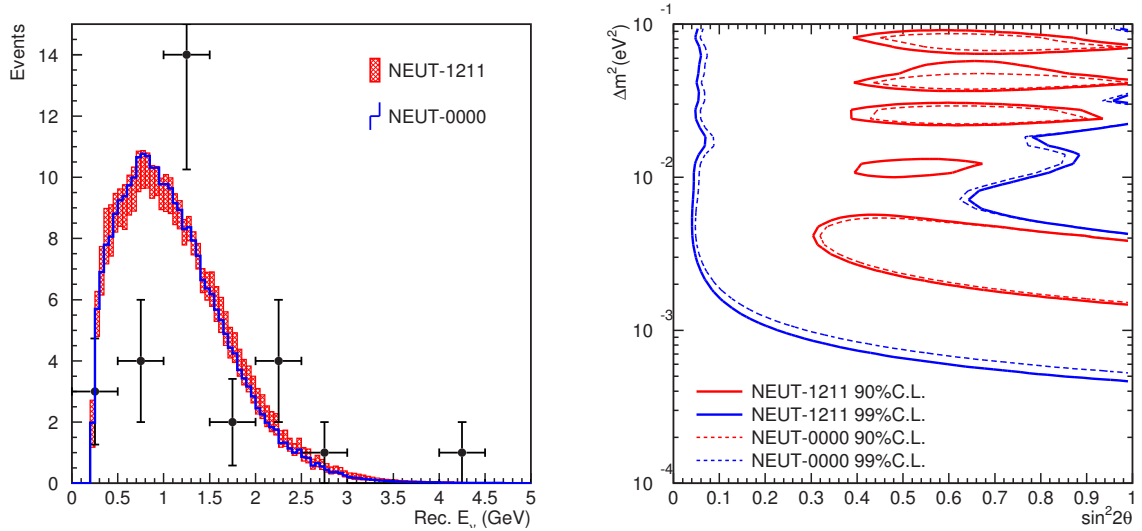 Events
14
12
10
8
6
4
2
0
0 0.5 1 1.5 2 2.5 3 3.5 4 4.5 5
Rec. Eν (GeV)
NEUT-1211
NEUT-0000
Δm² (eV²)
10⁻¹
10⁻²
10⁻³
10⁻⁴
0 0.1 0.2 0.3 0.4 0.5 0.6 0.7 0.8 0.9 1
sin²2θ
NEUT-1211 90%C.L.
NEUT-1211 99%C.L.
NEUT-0000 90%C.L.
NEUT-0000 99%C.L.